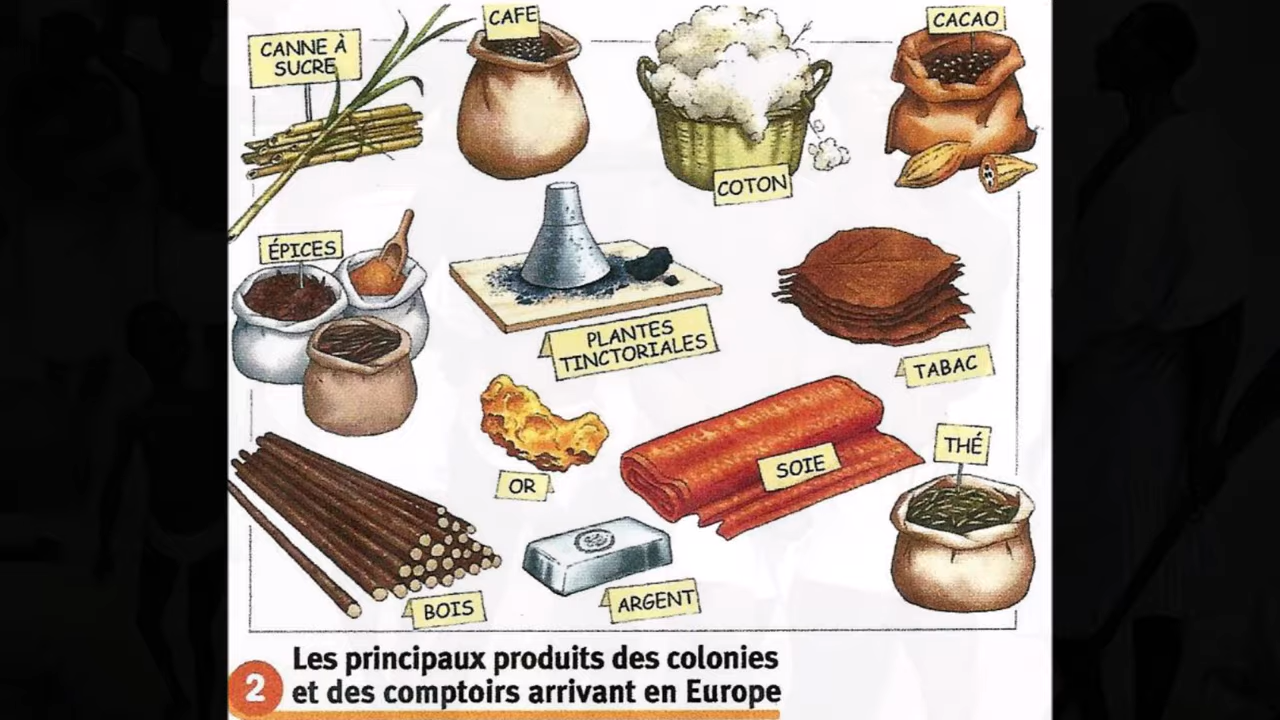 CANNE À
SUCRE
CAFE
COTON
CACAO
ÉPICES
PLANTES
TINCTORIALES
TABAC
OR
SOIE
THÉ
BOIS
ARGENT
2
Les principaux produits des colonies
et des comptoirs arrivant en Europe